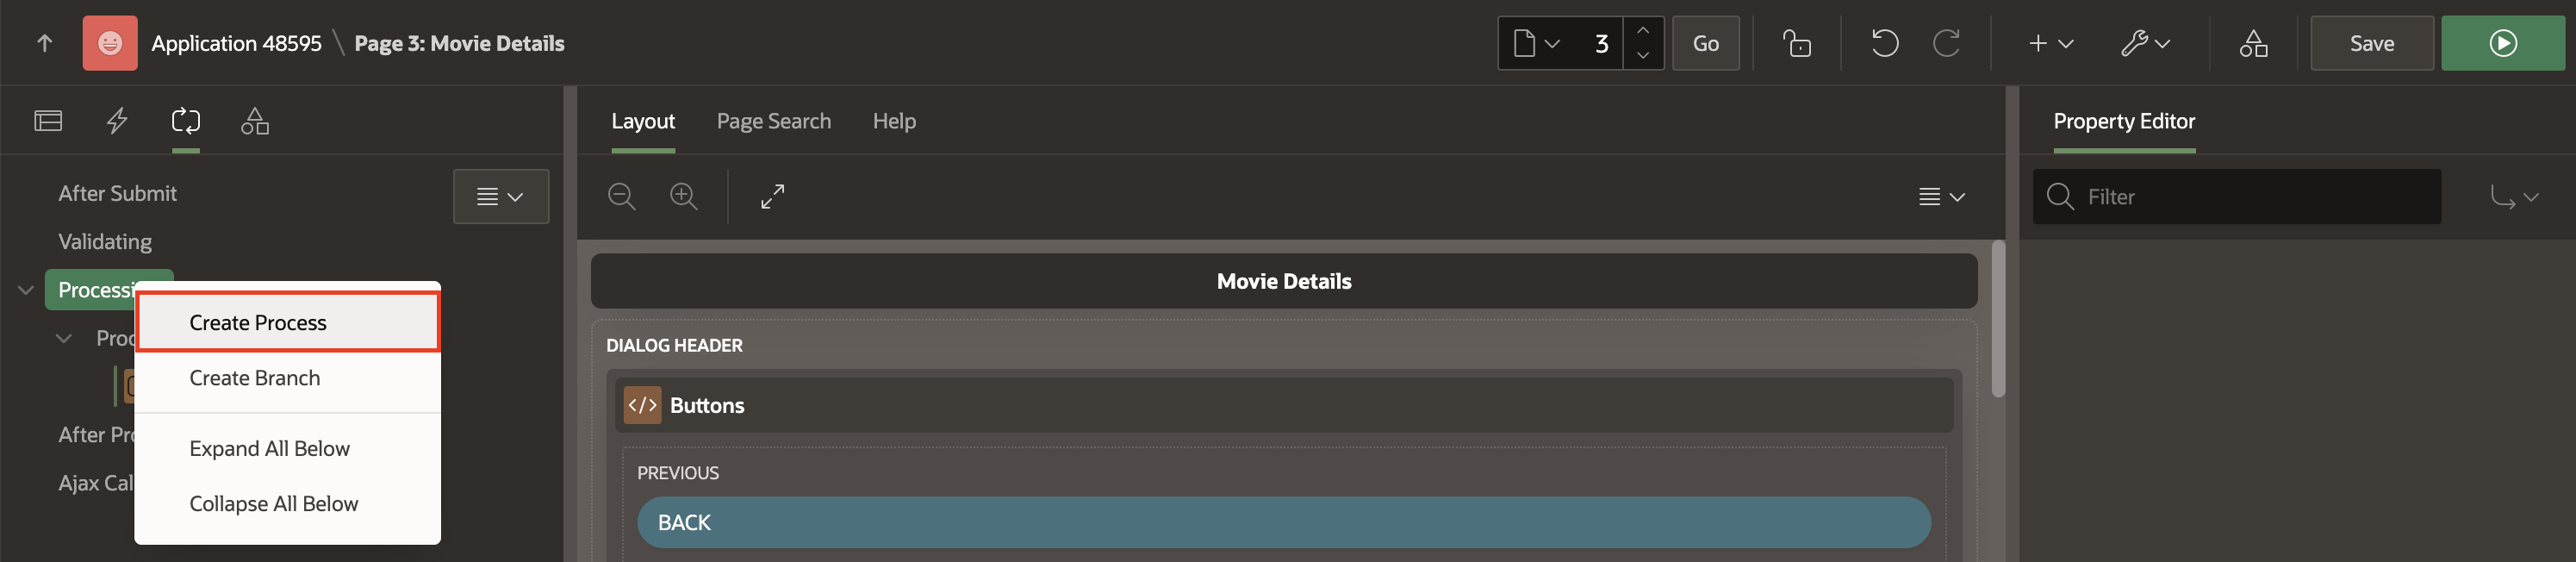 Application 48595 \ Page 3: Movie Details
3
Go
Save
Layout
Page Search
Help
Property Editor
After Submit
Validating
Processi
Create Process
Proc
Create Branch
After Pro
Expand All Below
Ajax Cal
Collapse All Below
Movie Details
DIALOG HEADER
</> Buttons
PREVIOUS
BACK
Filter